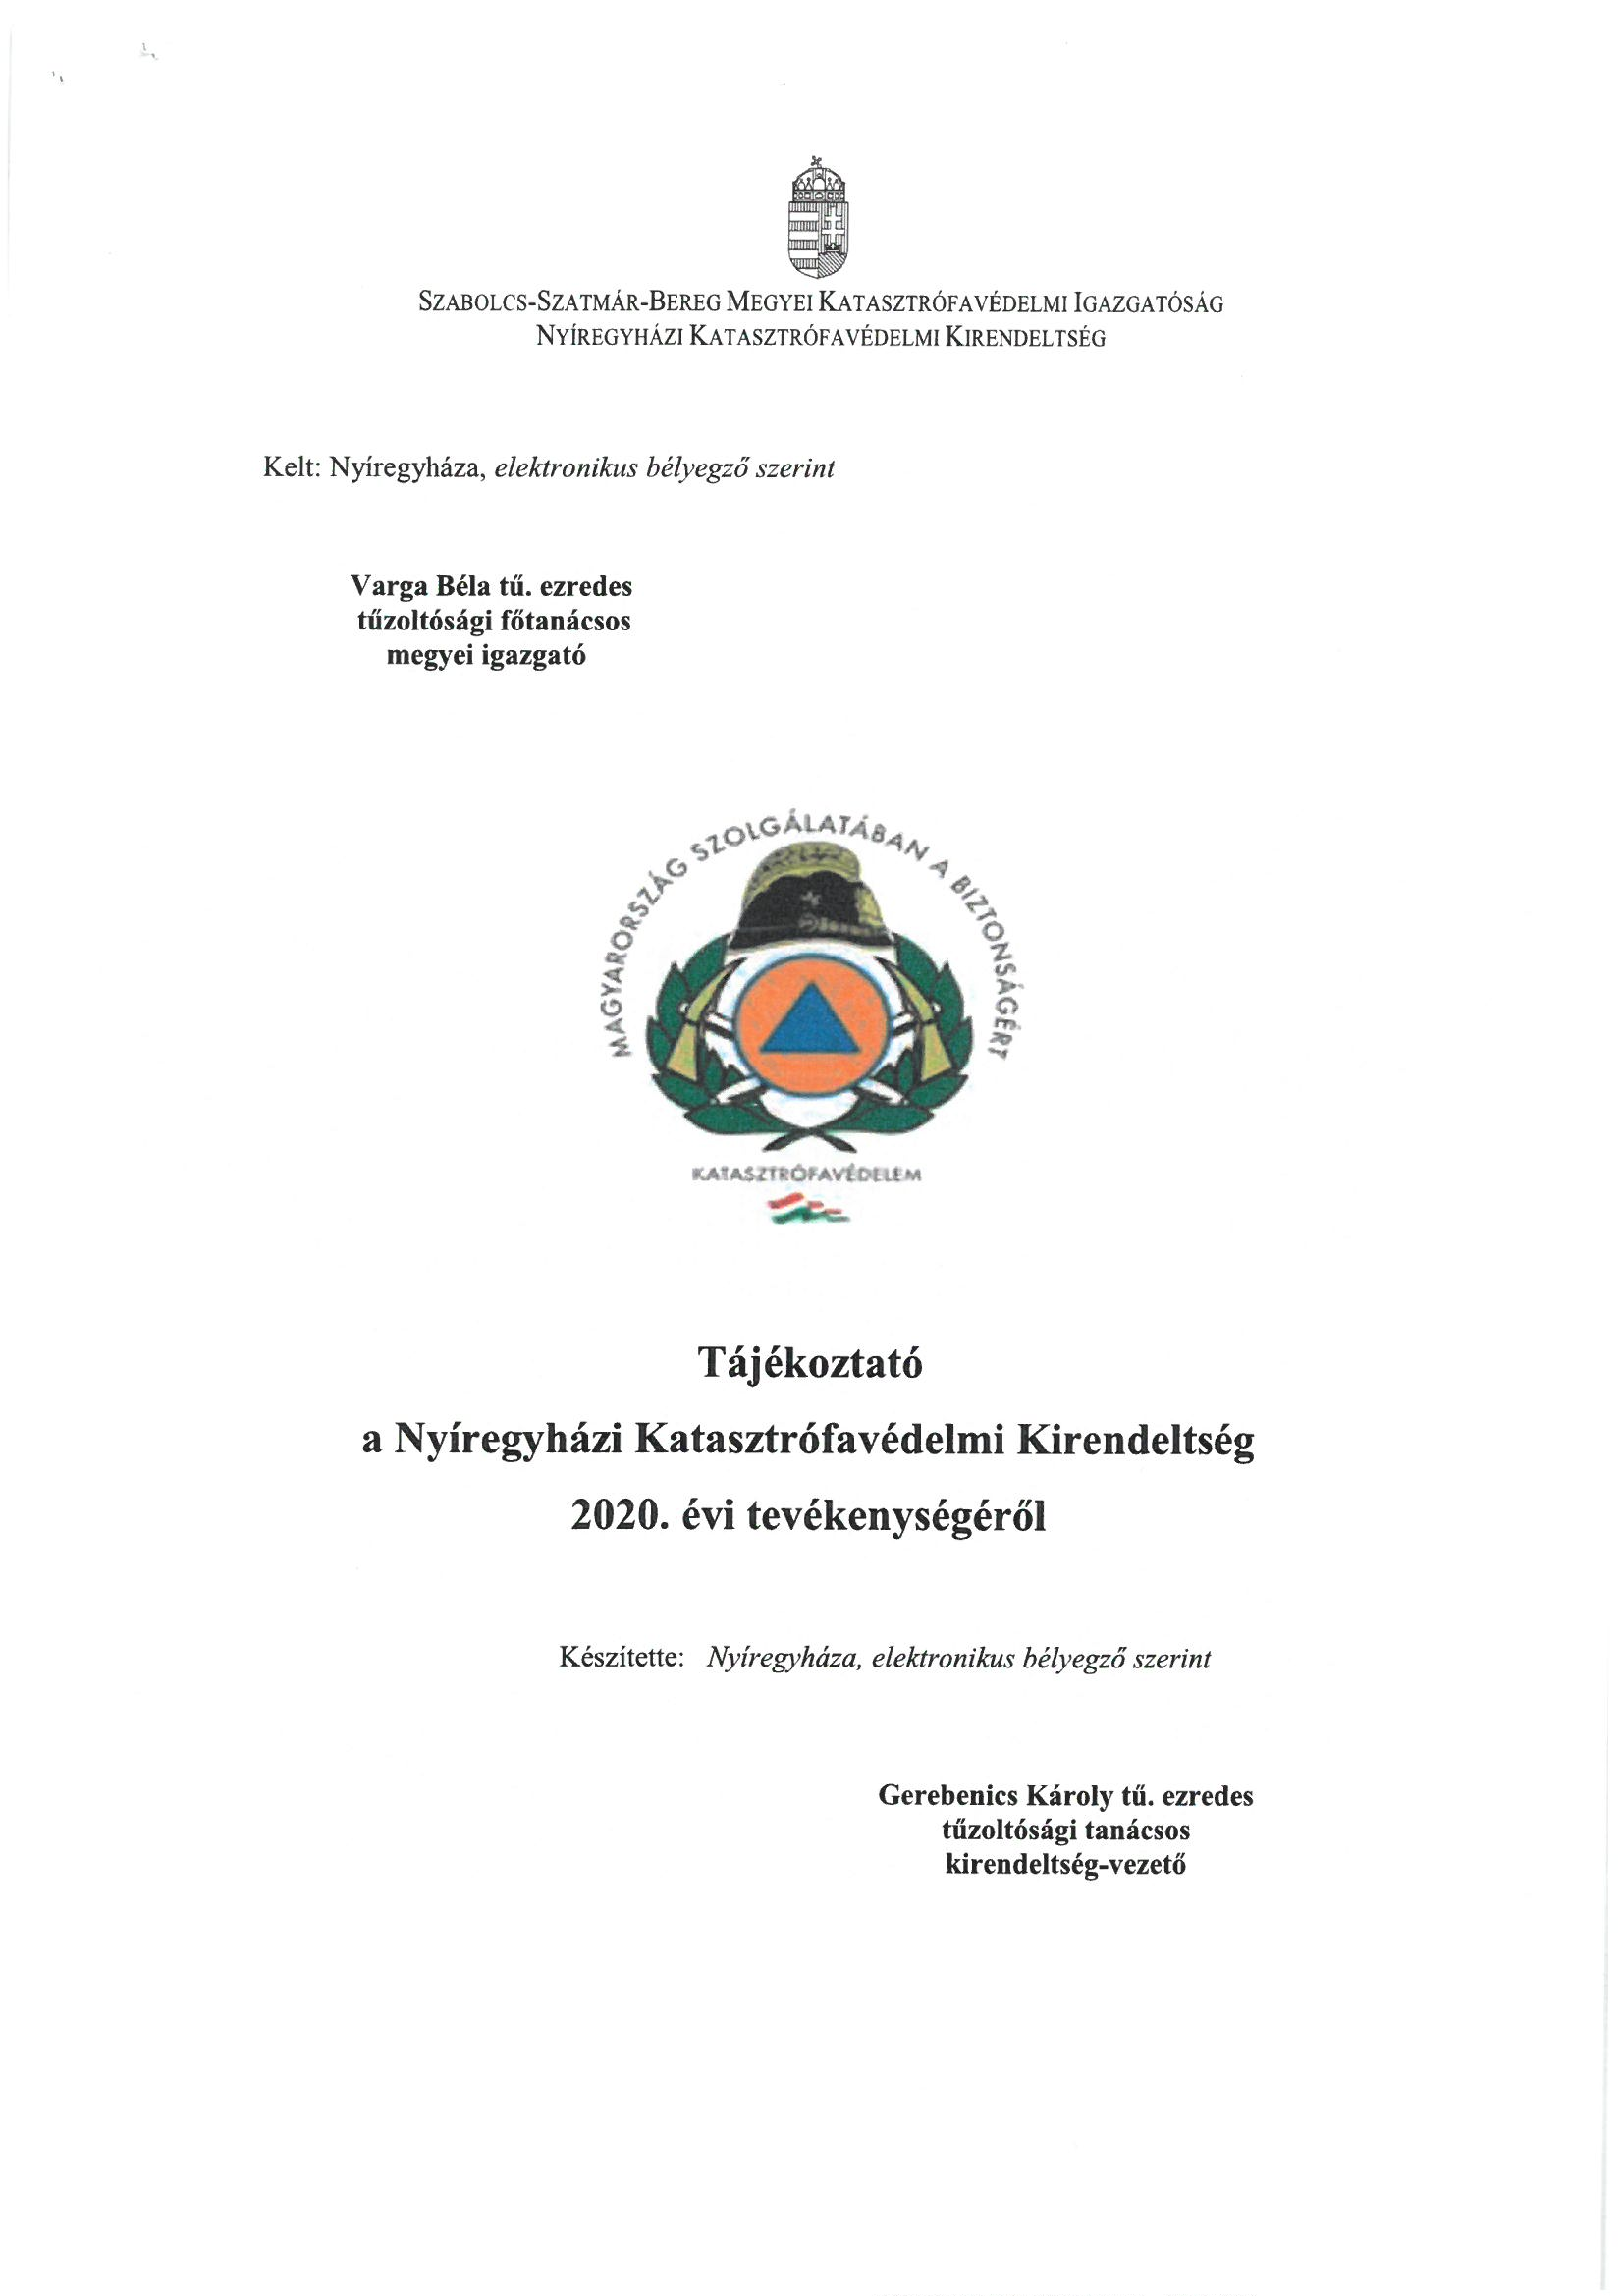 SZABOLCS-SZATMÁR-BEREG MEGYEI KATASZTRÓFAVÉDELMI IGAZGATÓSÁG
NYÍREGYHÁZI KATASZTRÓFAVÉDELMI KIRENDELTSÉG
Kelt: Nyíregyháza, elektronikus bélyegző szerint
Varga Béla tű. ezredes
tűzoltósági főtanácsos
megyei igazgató
MAGYARORSZÁG SZOLGÁLATÁBAN A BIZTONSÁGÉRT
KATASZTRÓFAVÉDELEM
Tájékoztató
a Nyíregyházi Katasztrófavédelmi Kirendeltség
2020. évi tevékenységéről
Készítette: Nyíregyháza, elektronikus bélyegző szerint
Gerebenics Károly tű. ezredes
tűzoltósági tanácsos
kirendeltség-vezető